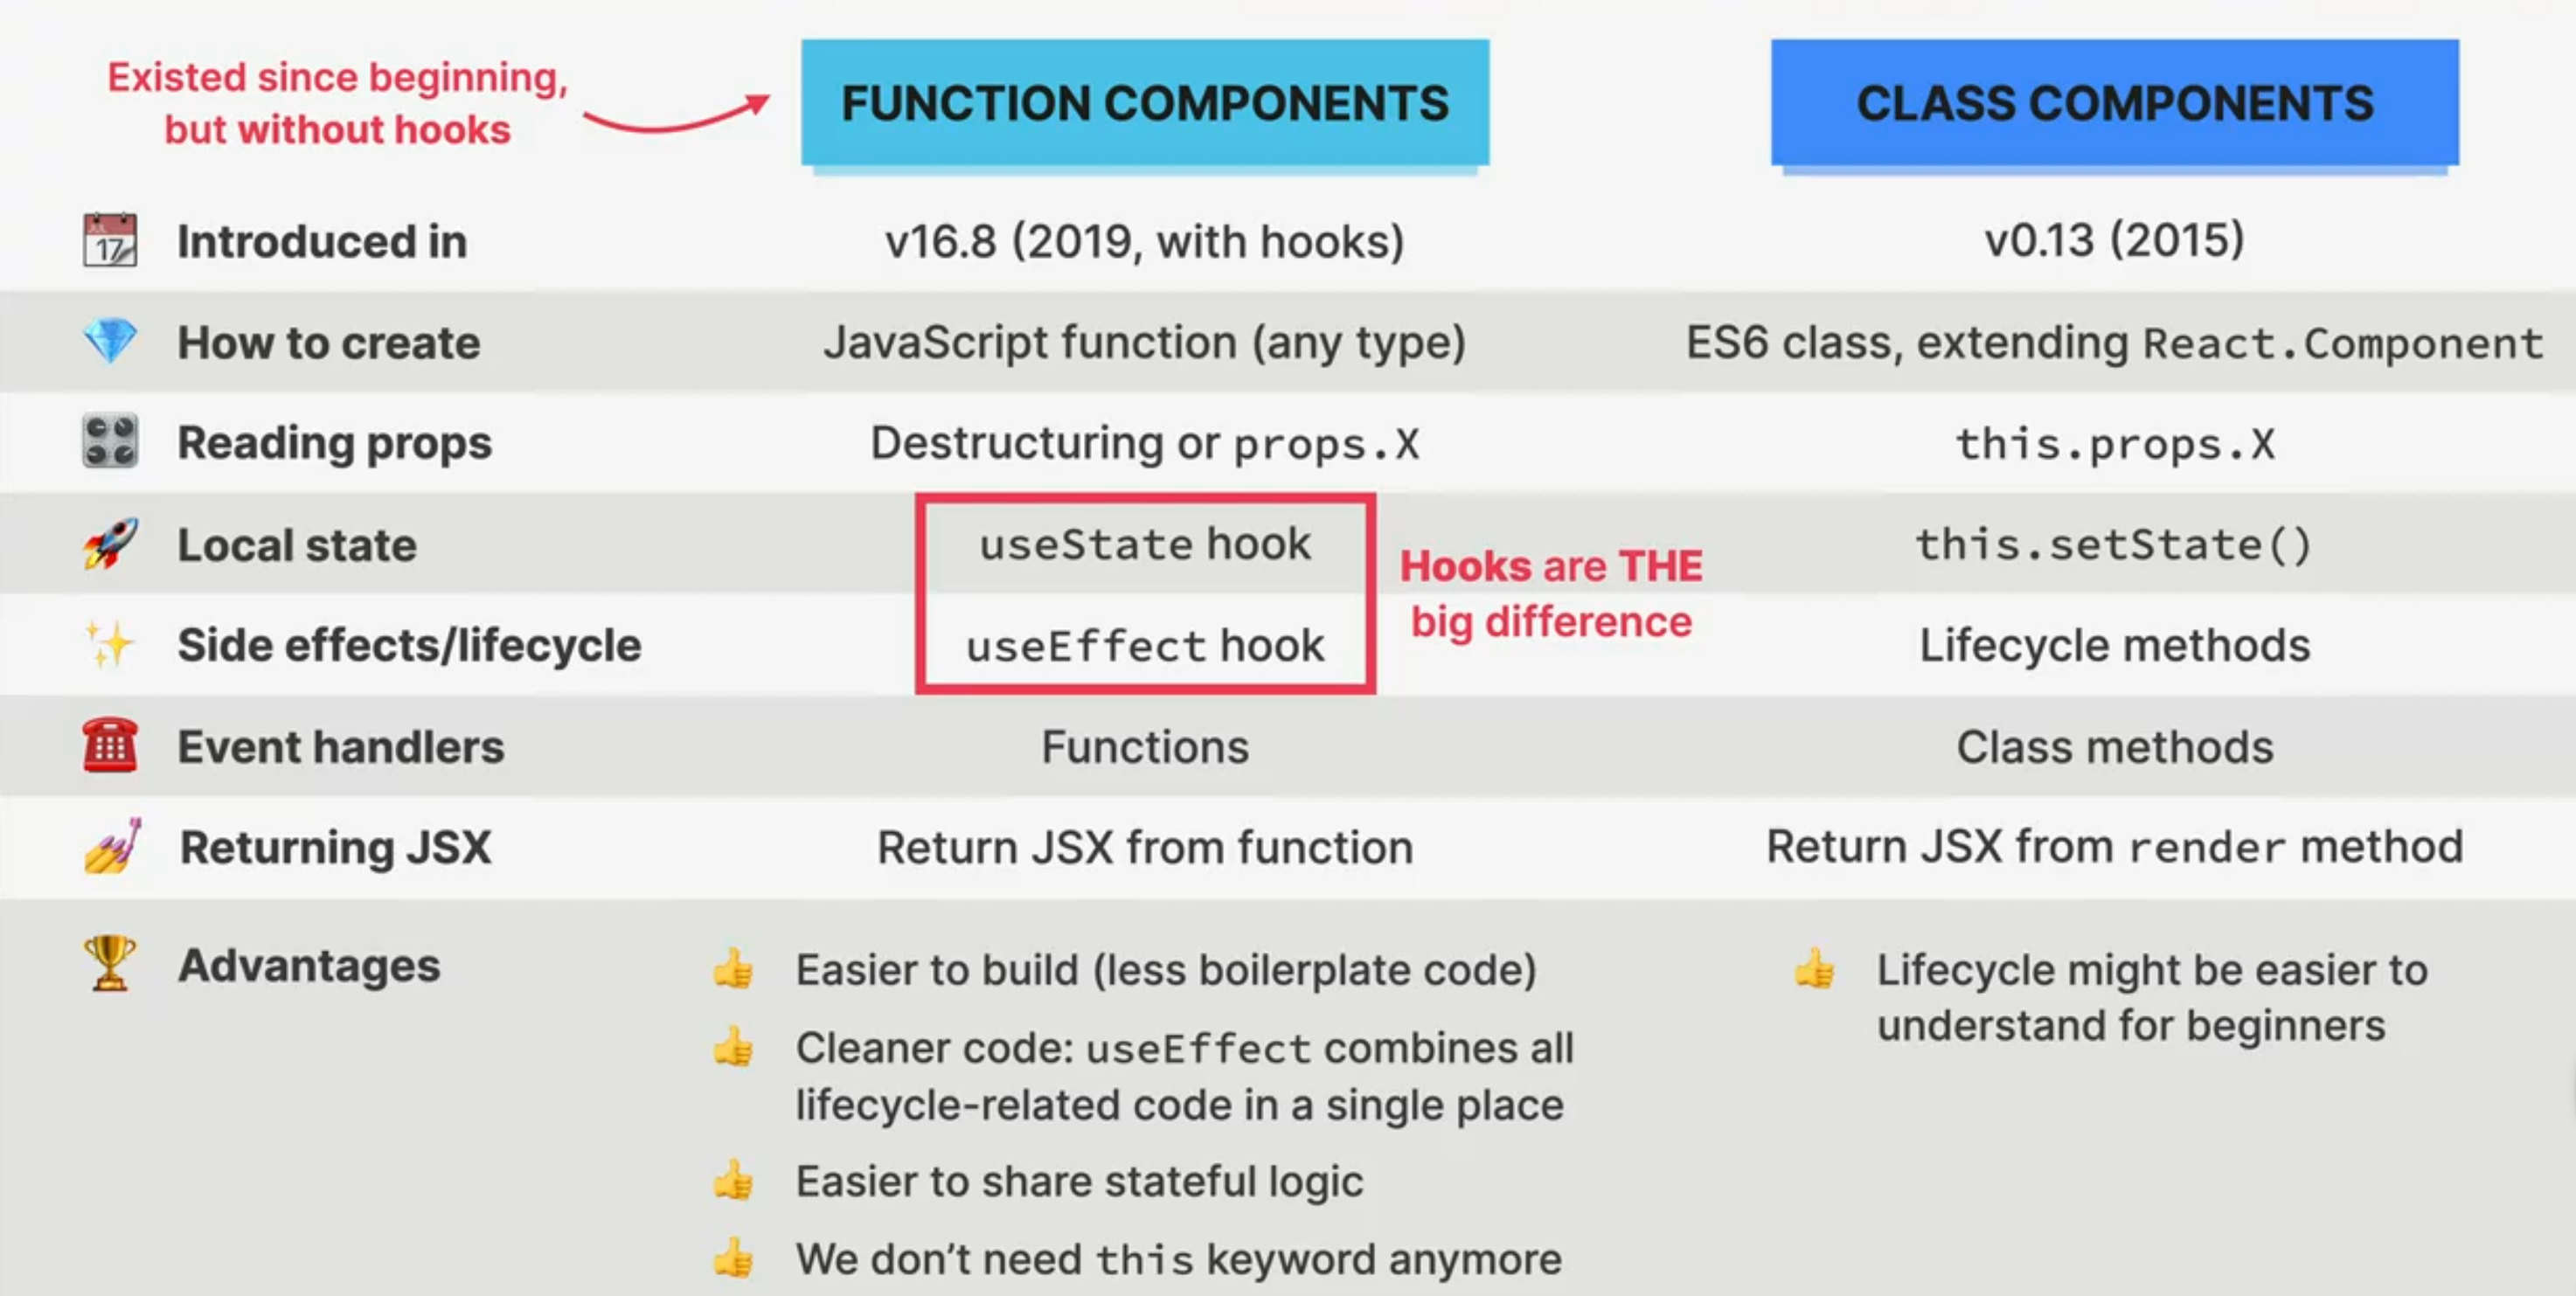 Existed since beginning,
but without hooks
FUNCTION COMPONENTS
CLASS COMPONENTS
JUL
17
Introduced in
v16.8 (2019, with hooks)
v0.13 (2015)
How to create
JavaScript function (any type)
ES6 class, extending React.Component
Reading props
Destructuring or props.X
this.props.X
Local state
useState hook
this.setState()
Hooks are THE
big difference
Side effects/lifecycle
useEffect hook
Lifecycle methods
Event handlers
Functions
Class methods
Returning JSX
Return JSX from function
Return JSX from render method
Advantages
Easier to build (less boilerplate code)
Cleaner code: useEffect combines all
lifecycle-related code in a single place
Easier to share stateful logic
We don’t need this keyword anymore
Lifecycle might be easier to
understand for beginners